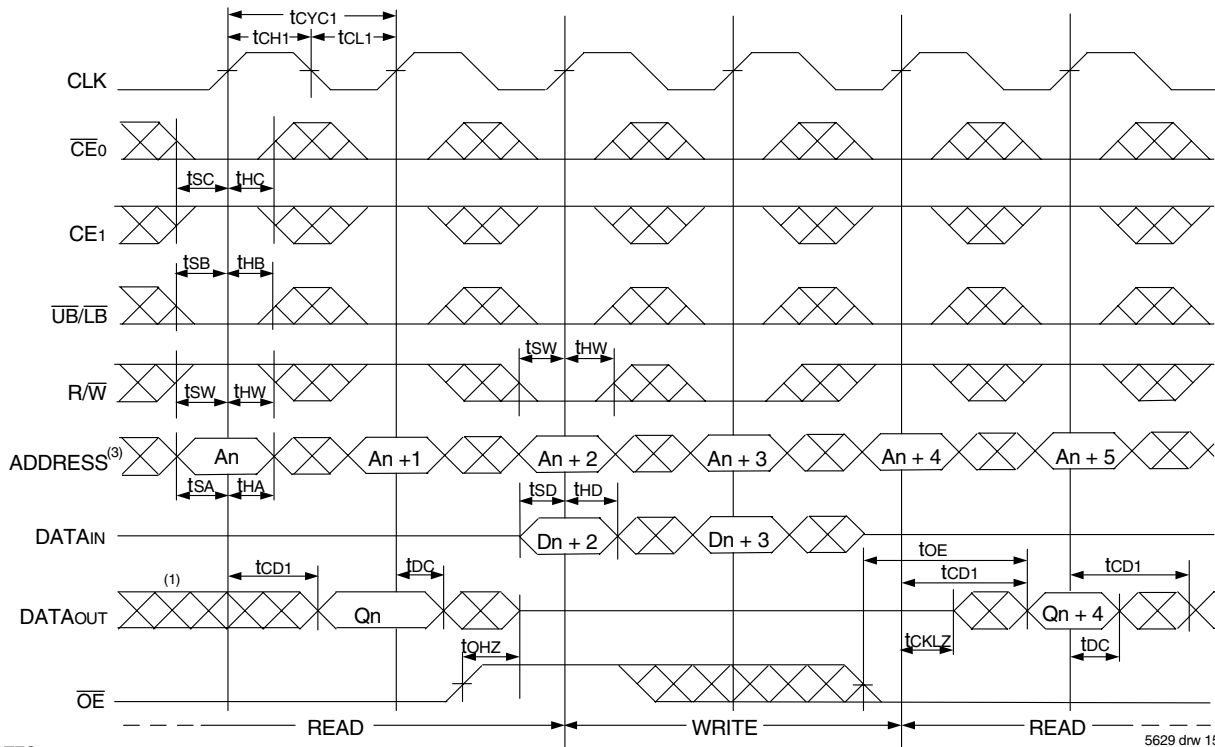 tCYC1
tCH1 tCL1
CLK
CE0
tSC tHC
CE1
tSB tHB
UB/LB
tSW tHW
R/W
tSW tHW
ADDRESS(3) An An +1 An + 2 An + 3 An + 4 An + 5
tSA tHA tSD tHD
DATAIN Dn + 2 Dn + 3
tOE
(1) tCD1 tDC tCD1 tCD1
DATAOUT Qn Qn + 4
tOHZ tCKLZ tDC
OE
READ WRITE READ
5629 drw 15